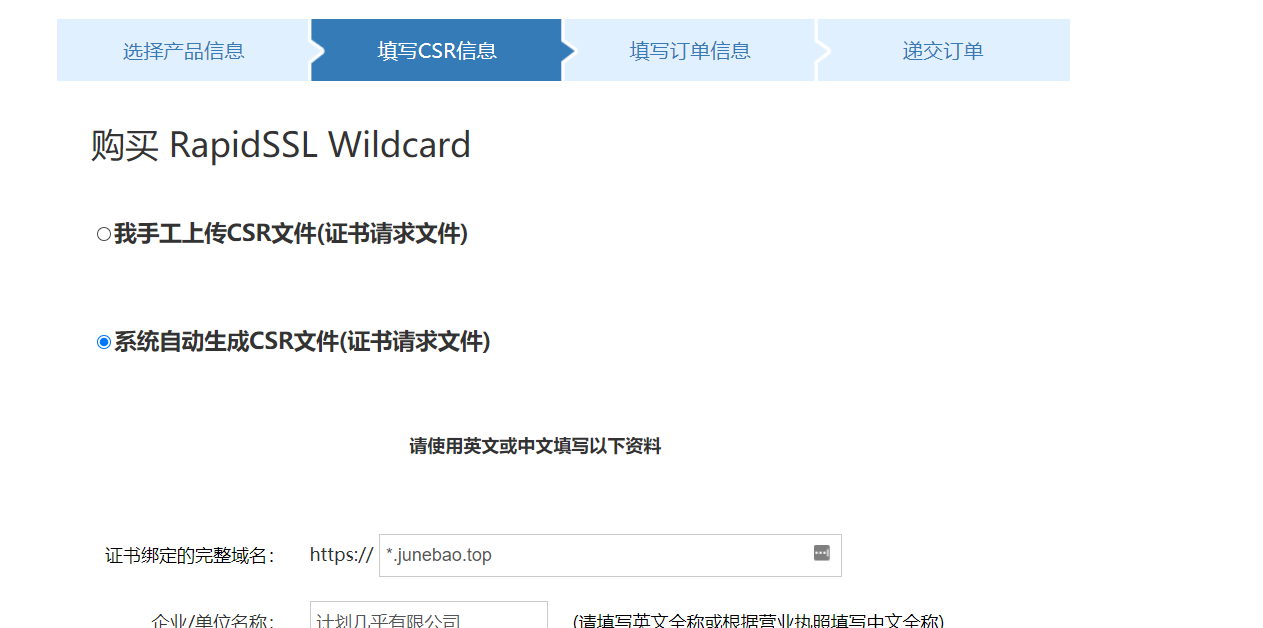 选择产品信息 填写CSR信息 填写订单信息 递交订单
购买 RapidSSL Wildcard
我手工上传CSR文件(证书请求文件)
系统自动生成CSR文件(证书请求文件)
请使用英文或中文填写以下资料
证书绑定的完整域名： https:// *.junebao.top
企业/单位名称： 计划几乎有限公司 (请填写英文全称或根据营业执照填写中文全称)